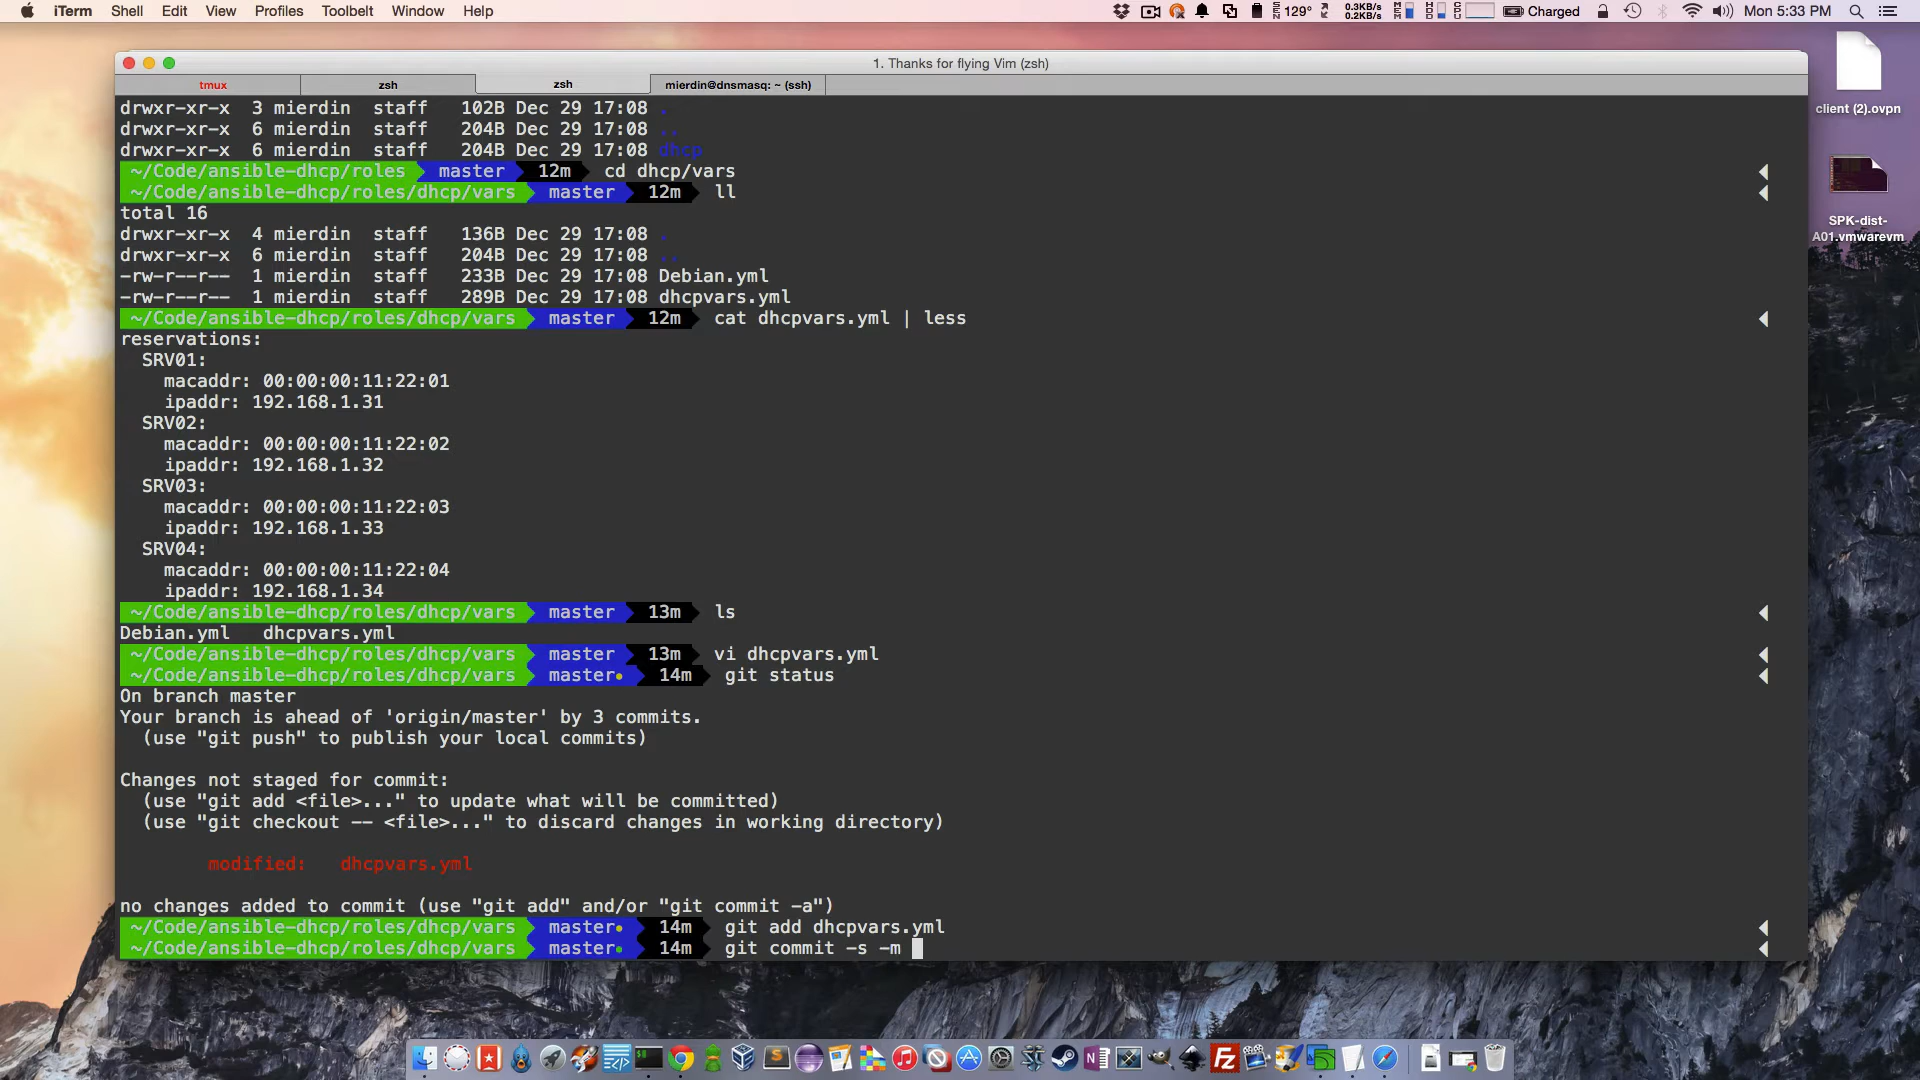 iTerm Shell Edit View Profiles Toolbelt Window Help
SEN 129° 0.3KB/s 0.2KB/s MEM HDD CPU Charged Mon 5:33 PM
1. Thanks for flying Vim (zsh)
tmux zsh zsh mierdin@dnsmasq: ~ (ssh)
drwxr-xr-x 3 mierdin staff 102B Dec 29 17:08 .
drwxr-xr-x 6 mierdin staff 204B Dec 29 17:08 ..
drwxr-xr-x 6 mierdin staff 204B Dec 29 17:08 dhcp
~/Code/ansible-dhcp/roles master 12m cd dhcp/vars
~/Code/ansible-dhcp/roles/dhcp/vars master 12m ll
total 16
drwxr-xr-x 4 mierdin staff 136B Dec 29 17:08 .
drwxr-xr-x 6 mierdin staff 204B Dec 29 17:08 ..
-rw-r--r-- 1 mierdin staff 233B Dec 29 17:08 Debian.yml
-rw-r--r-- 1 mierdin staff 289B Dec 29 17:08 dhcpvars.yml
~/Code/ansible-dhcp/roles/dhcp/vars master 12m cat dhcpvars.yml | less
reservations:
SRV01:
macaddr: 00:00:00:11:22:01
ipaddr: 192.168.1.31
SRV02:
macaddr: 00:00:00:11:22:02
ipaddr: 192.168.1.32
SRV03:
macaddr: 00:00:00:11:22:03
ipaddr: 192.168.1.33
SRV04:
macaddr: 00:00:00:11:22:04
ipaddr: 192.168.1.34
~/Code/ansible-dhcp/roles/dhcp/vars master 13m ls
Debian.yml dhcpvars.yml
~/Code/ansible-dhcp/roles/dhcp/vars master 13m vi dhcpvars.yml
~/Code/ansible-dhcp/roles/dhcp/vars master• 14m git status
On branch master
Your branch is ahead of 'origin/master' by 3 commits.
(use "git push" to publish your local commits)
Changes not staged for commit:
(use "git add <file>..." to update what will be committed)
(use "git checkout -- <file>..." to discard changes in working directory)
modified: dhcpvars.yml
no changes added to commit (use "git add" and/or "git commit -a")
~/Code/ansible-dhcp/roles/dhcp/vars master• 14m git add dhcpvars.yml
~/Code/ansible-dhcp/roles/dhcp/vars master• 14m git commit -s -m
client (2).ovpn
SPK-dist-
A01.vmwarevm